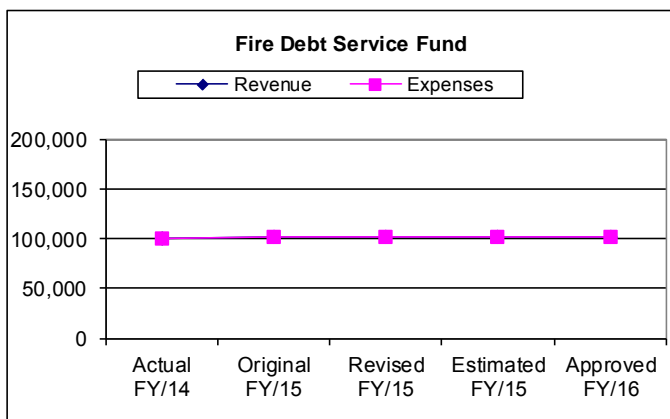 Fire Debt Service Fund
Revenue Expenses
200,000
150,000
100,000
50,000
0
Actual Original Revised Estimated Approved
FY/14 FY/15 FY/15 FY/15 FY/16